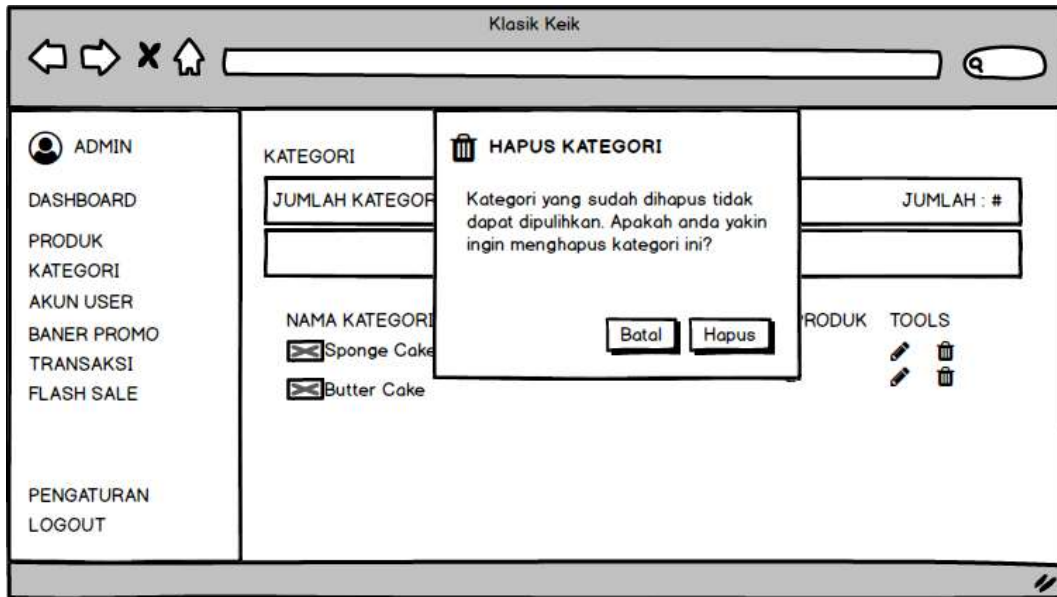 Klasik Keik
ADMIN
DASHBOARD
PRODUK
KATEGORI
AKUN USER
BANER PROMO
TRANSAKSI
FLASH SALE
PENGATURAN
LOGOUT
KATEGORI
JUMLAH KATEGOR
JUMLAH : #
NAMA KATEGORI
RODUK TOOLS
Sponge Cake
Butter Cake
HAPUS KATEGORI
Kategori yang sudah dihapus tidak
dapat dipulihkan. Apakah anda yakin
ingin menghapus kategori ini?
Batal Hapus